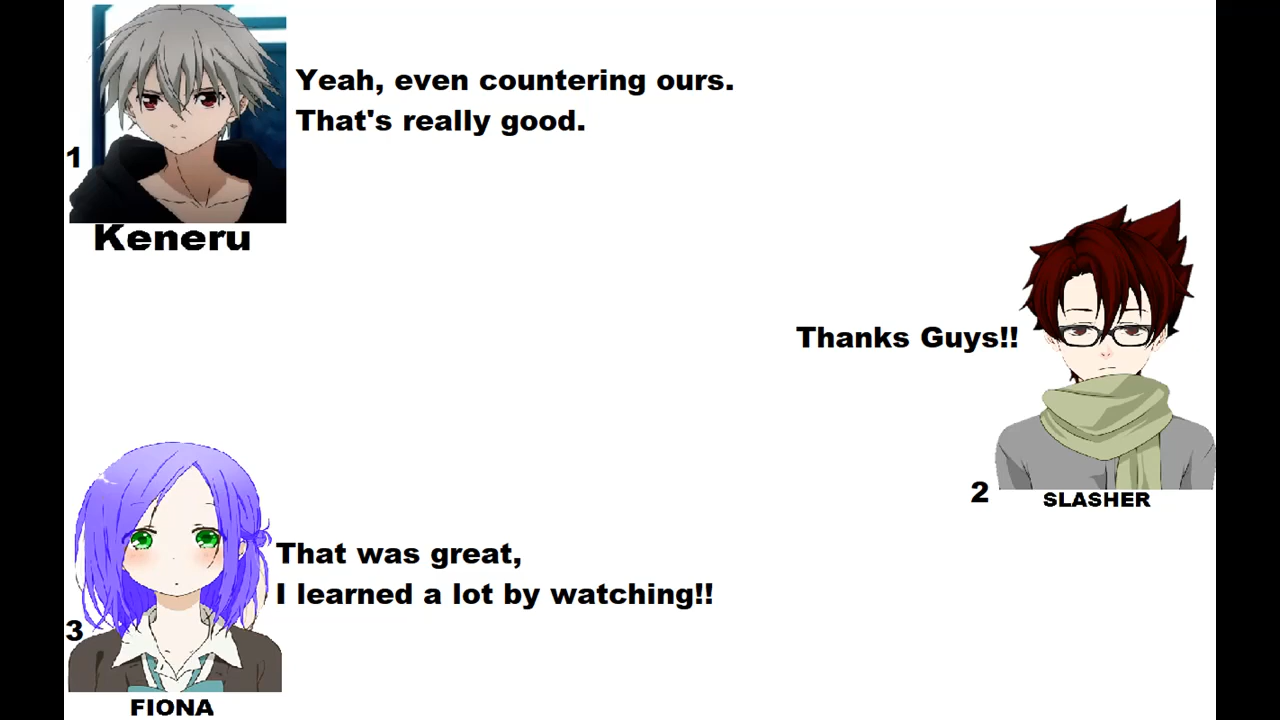 Yeah, even countering ours.
That's really good.
1
Keneru
Thanks Guys!!
2
SLASHER
That was great,
I learned a lot by watching!!
3
FIONA